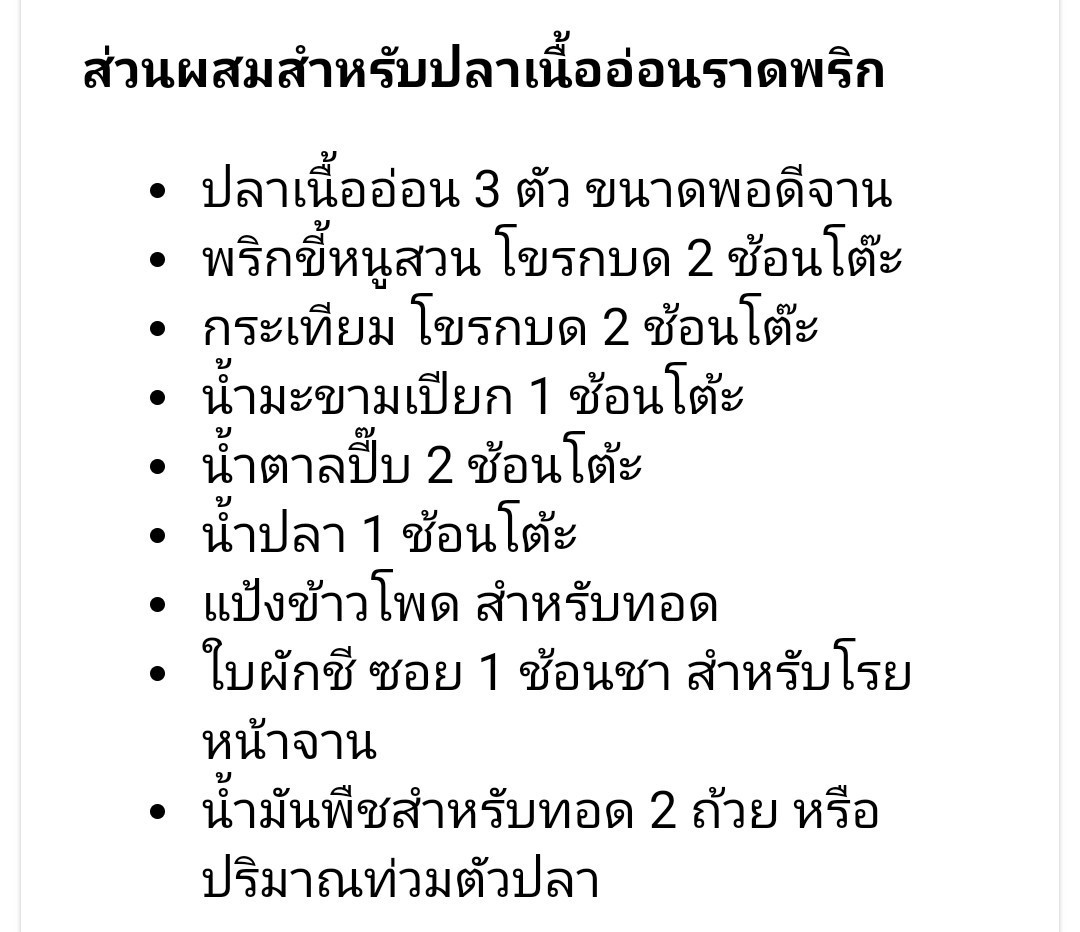 ส่วนผสมสำหรับปลาเนื้ออ่อนราดพริก
• ปลาเนื้ออ่อน 3 ตัว ขนาดพอดีจาน
• พริกขี้หนูสวน โขรกบด 2 ช้อนโต๊ะ
• กระเทียม โขรกบด 2 ช้อนโต๊ะ
• น้ำมะขามเปียก 1 ช้อนโต้ะ
• น้ำตาลปี๊บ 2 ช้อนโต้ะ
• น้ำปลา 1 ช้อนโต้ะ
• แป้งข้าวโพด สำหรับทอด
• ใบผักชี ซอย 1 ช้อนชา สำหรับโรย
หน้าจาน
• น้ำมันพืชสำหรับทอด 2 ถ้วย หรือ
ปริมาณท่วมตัวปลา